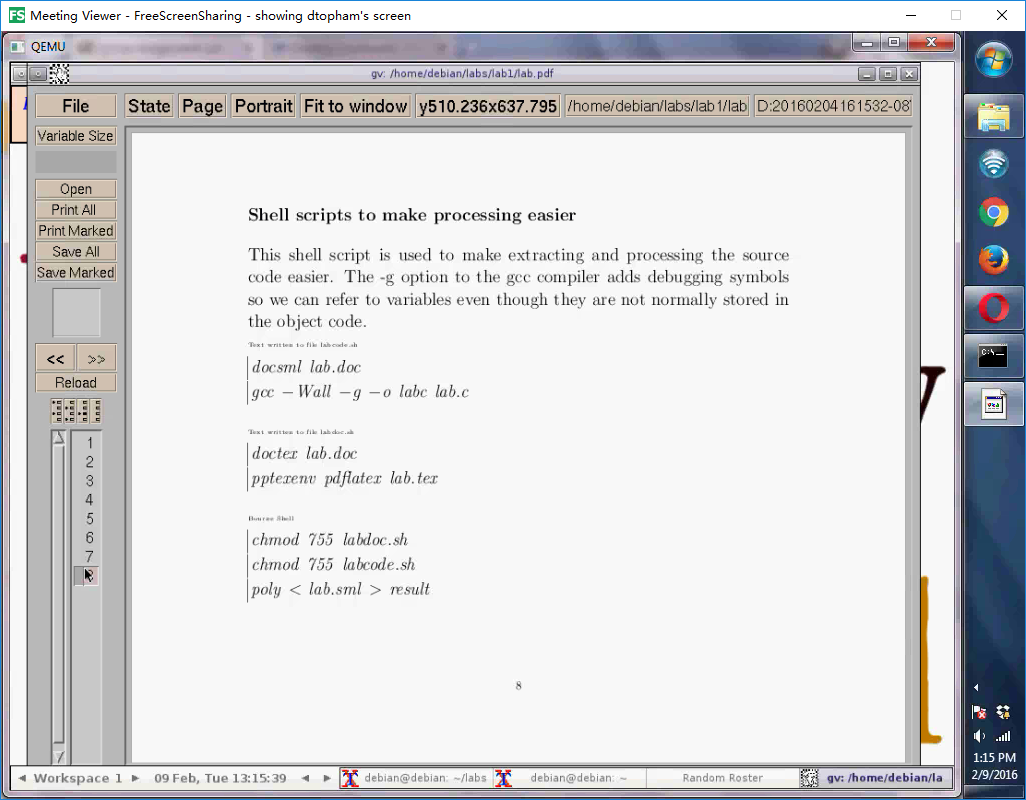 Meeting Viewer - FreeScreenSharing - showing dtopham's screen
QEMU
gv: /home/debian/labs/lab1/lab.pdf
File State Page Portrait Fit to window y510.236x637.795 /home/debian/labs/lab1/lab D:20160204161532-08'
Variable Size
Open
Print All
Print Marked
Save All
Save Marked
<< >>
Reload
1
2
3
4
5
6
7
Shell scripts to make processing easier
This shell script is used to make extracting and processing the source
code easier. The -g option to the gcc compiler adds debugging symbols
so we can refer to variables even though they are not normally stored in
the object code.
Text written to file labcode.sh
docsml lab.doc
gcc −Wall −g −o labc lab.c
Text written to file labdoc.sh
doctex lab.doc
pptexenv pdflatex lab.tex
Bourne Shell
chmod 755 labdoc.sh
chmod 755 labcode.sh
poly < lab.sml > result
8
Workspace 1 09 Feb, Tue 13:15:39 debian@debian: ~/labs debian@debian: ~ Random Roster gv: /home/debian/la
C:\_
1:15 PM
2/9/2016